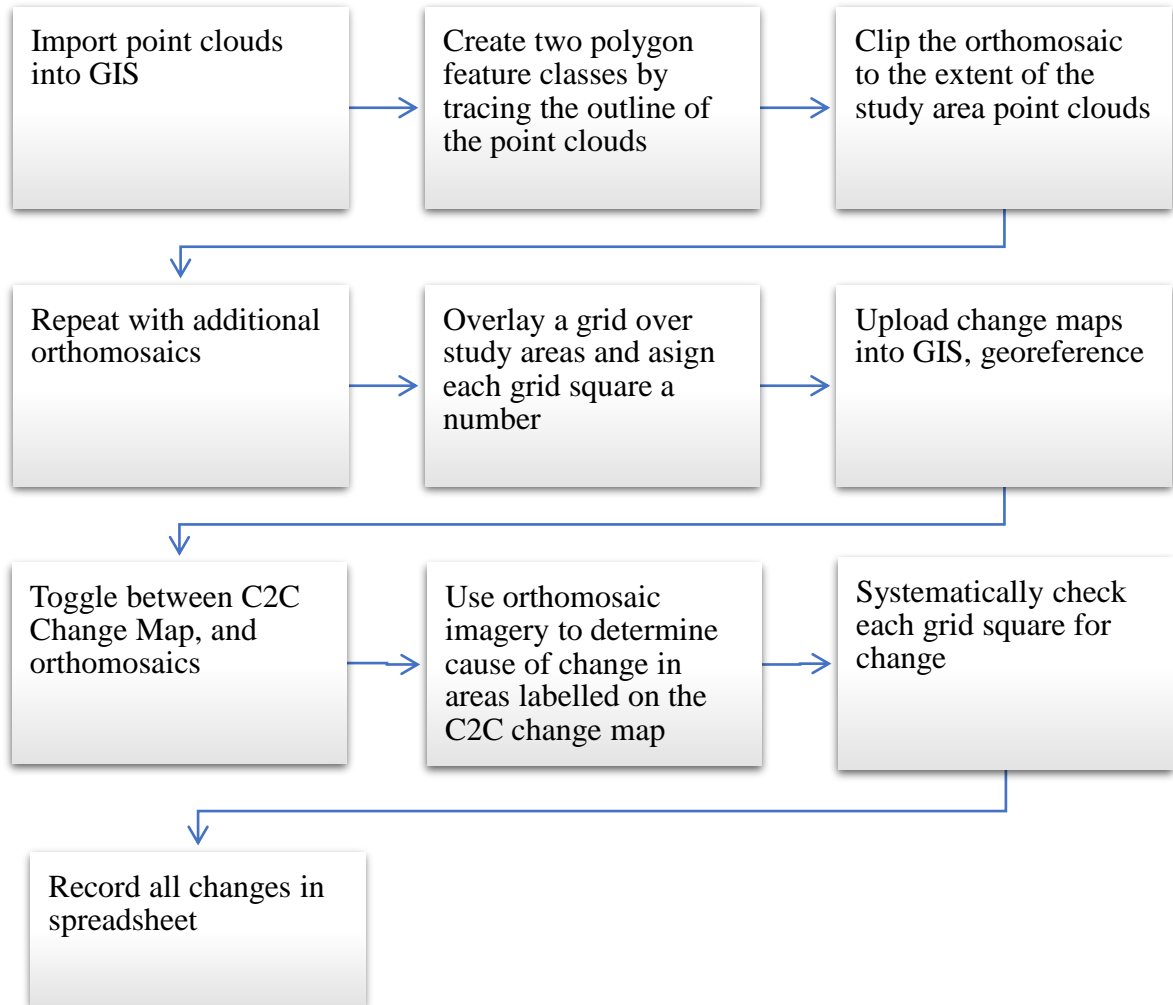 Import point clouds
into GIS
Create two polygon
feature classes by
tracing the outline of
the point clouds
Clip the orthomosaic
to the extent of the
study area point clouds
Repeat with additional
orthomosaics
Overlay a grid over
study areas and asign
each grid square a
number
Upload change maps
into GIS, georeference
Toggle between C2C
Change Map, and
orthomosaics
Use orthomosaic
imagery to determine
cause of change in
areas labelled on the
C2C change map
Systematically check
each grid square for
change
Record all changes in
spreadsheet